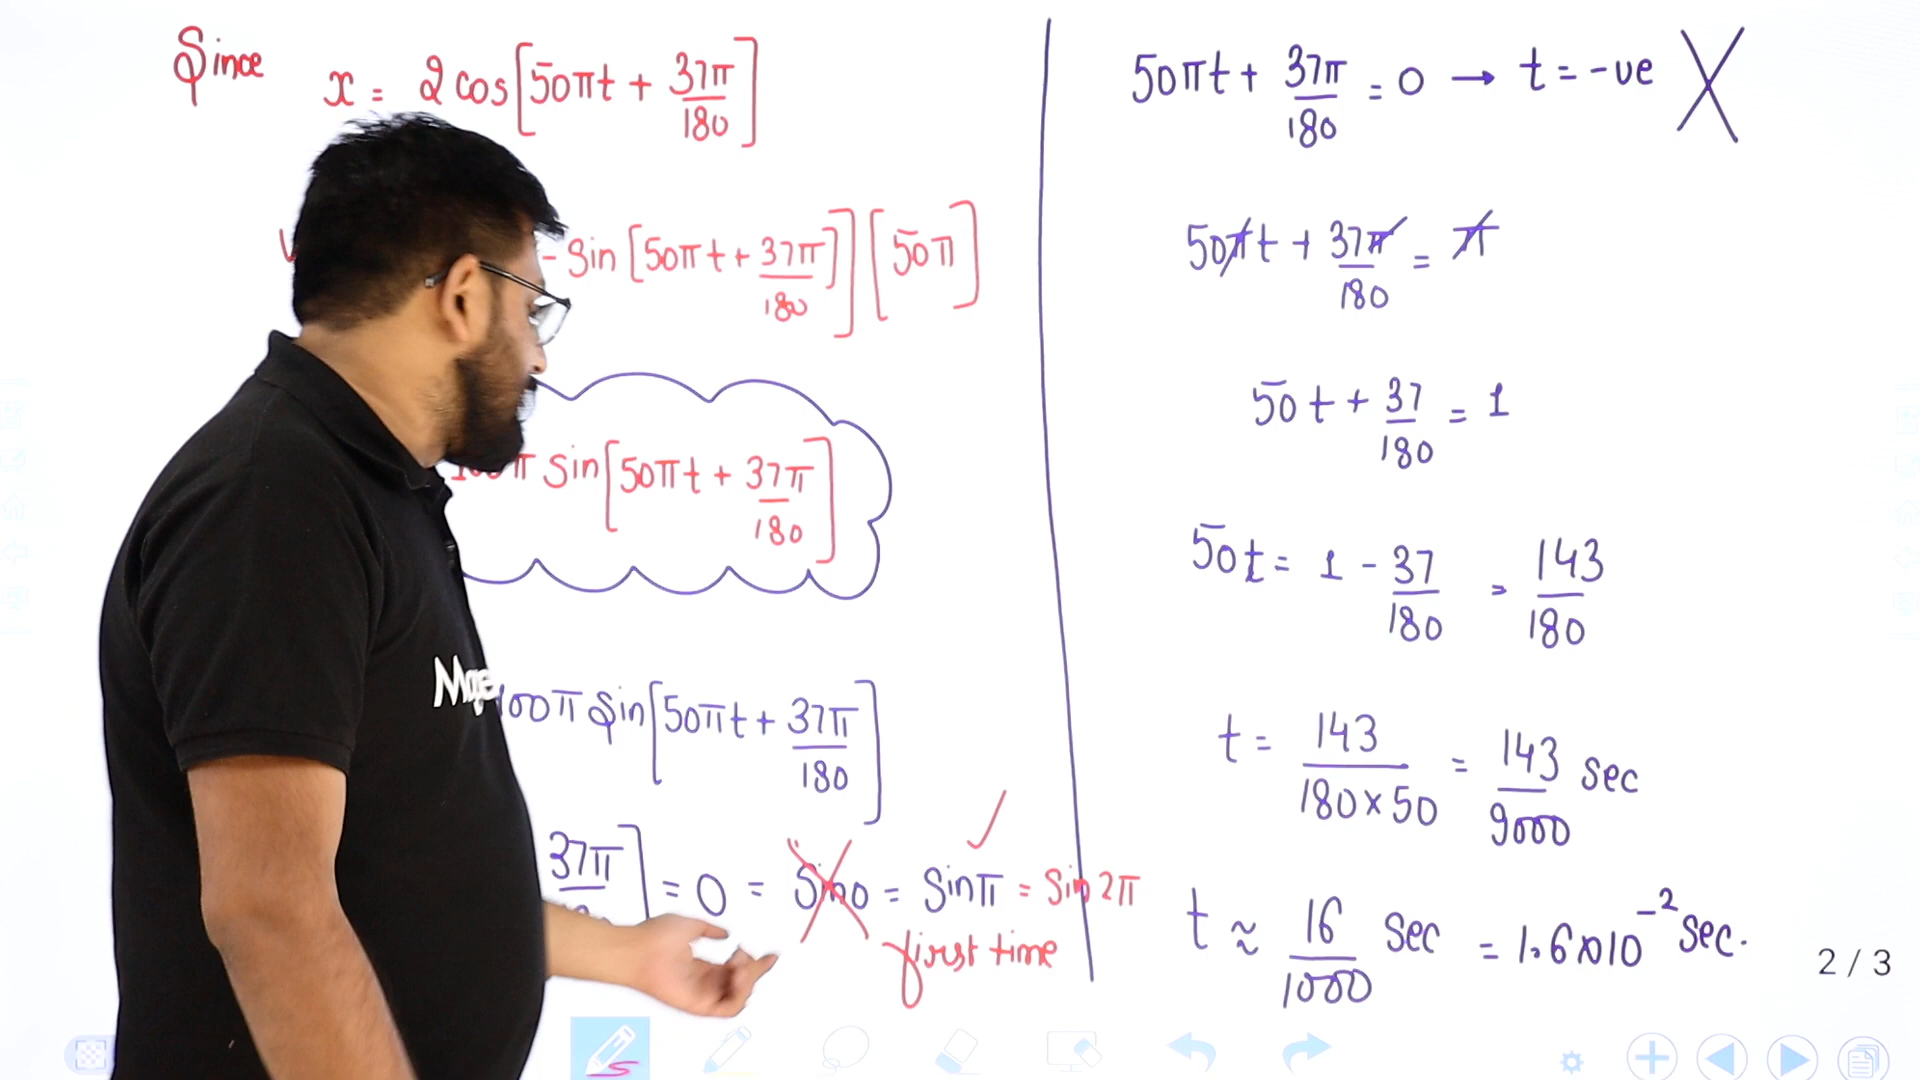 Since
x = 2 cos[50πt + 37π/180]
- sin [50πt + 37π/180]] [50π]
100π sin[50πt + 37π/180]
100π sin[50πt + 37π/180]
37π ] = 0 = sin0 = sinπ = sin 2π
first time
50πt + 37π/180 = 0 → t = -ve X
50πt + 37π/180 = π
50t + 37/180 = 1
50t = 1 - 37/180 = 143/180
t = 143/180×50 = 143/9000 sec
t ≈ 16/1000 sec = 1.6×10⁻² sec.
2 / 3